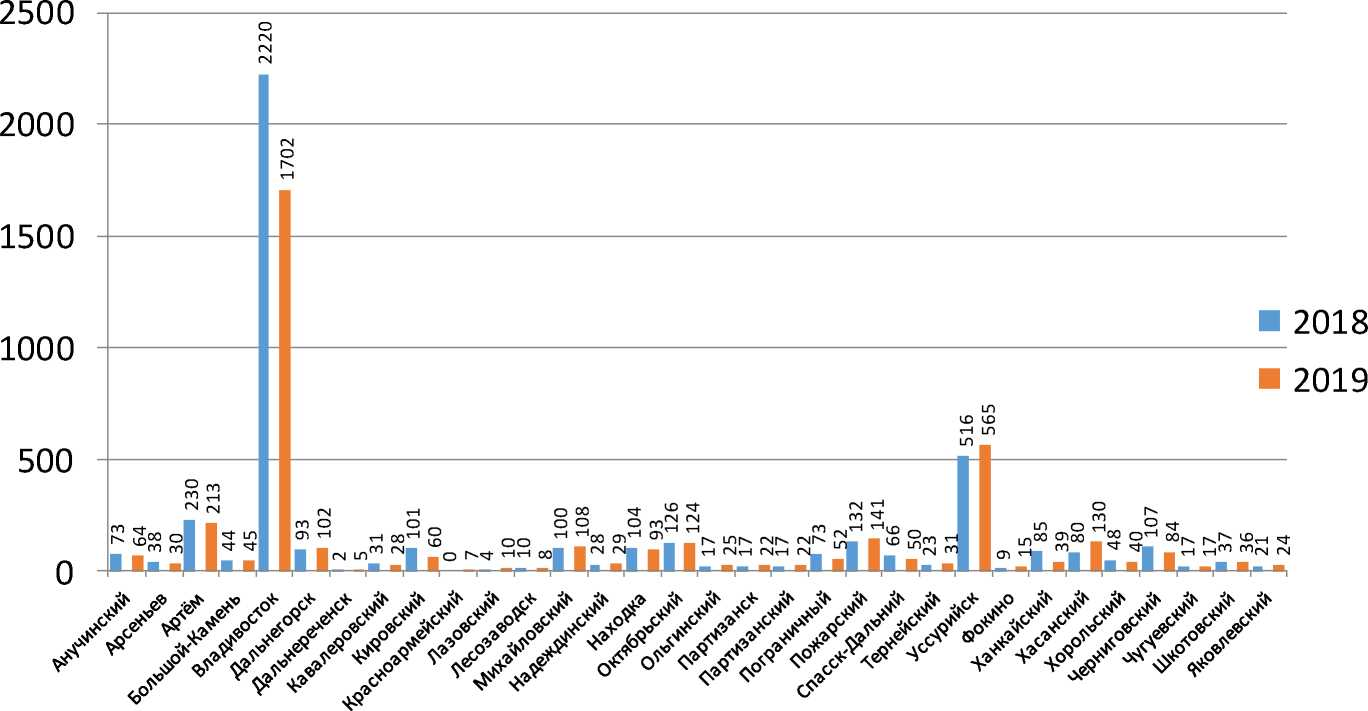 2500
2000
1500
1000
500
0
73
64
38
30
230
213
44
45
2220
1702
93
102
2
5
31
28
101
60
0
7
4
10
10
8
100
108
28
29
104
93
126
124
17
25
17
22
17
22
73
52
132
141
66
50
23
31
516
565
9
15
85
39
80
130
48
40
107
84
17
17
37
36
21
24
2018
2019
Анучинский
Арсеньев
Артём
Большой-Камень
Владивосток
Дальнегорск
Дальнереченск
Кавалеровский
Кировский
Красноармейский
Лазовский
Лесозаводск
Михайловский
Надеждинский
Находка
Октябрьский
Ольгинский
Партизанск
Партизанский
Пограничный
Пожарский
Спасск-Дальний
Тернейский
Уссурийск
Фокино
Ханкайский
Хасанский
Хорольский
Черниговский
Чугуевский
Шкотовский
Яковлевский